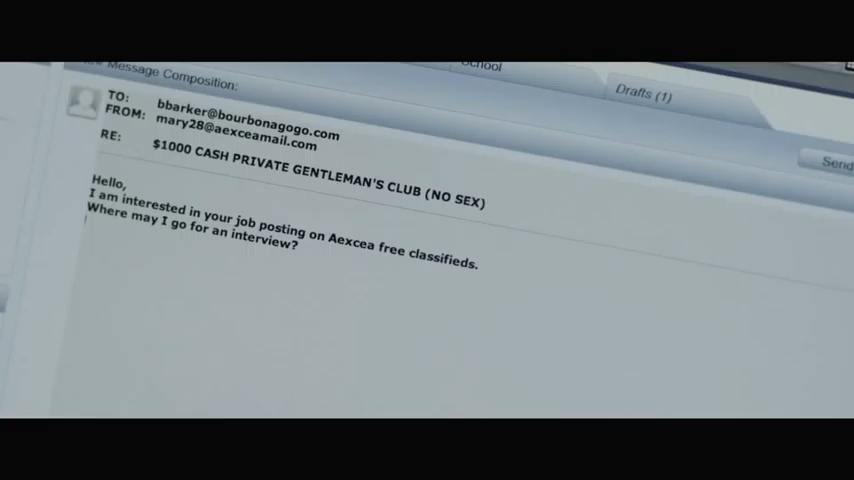 Message Composition:
School
Drafts (1)
Send
TO: bbarker@bourbonagogo.com
FROM: mary28@aexceamail.com
RE: $1000 CASH PRIVATE GENTLEMAN'S CLUB (NO SEX)
Hello,
I am interested in your job posting on Aexcea free classifieds.
Where may I go for an interview?